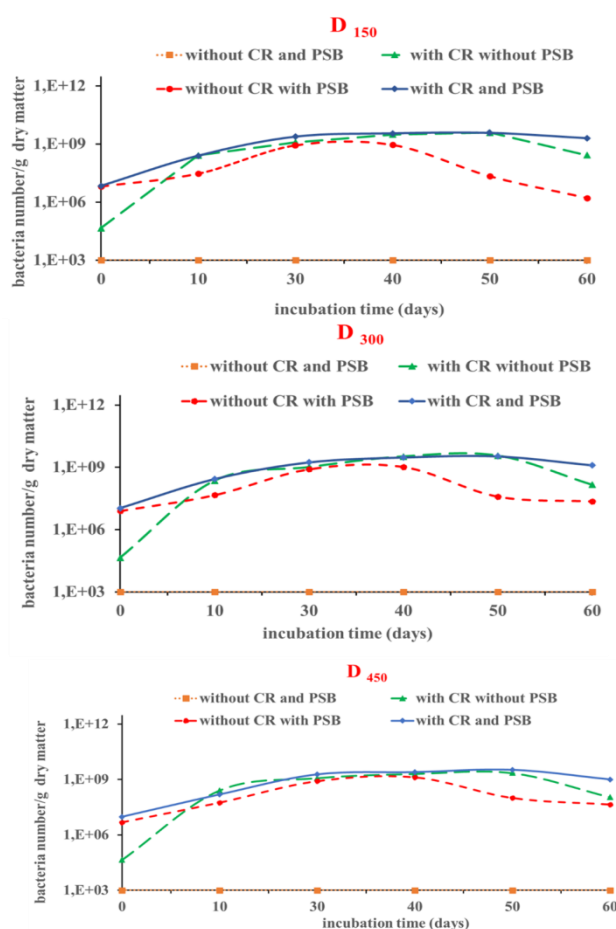 D 150
without CR and PSB
with CR without PSB
without CR with PSB
with CR and PSB
bacteria number/g dry matter
1,E+12
1,E+09
1,E+06
1,E+03
0 10 30 40 50 60
incubation time (days)
D 300
without CR and PSB
with CR without PSB
without CR with PSB
with CR and PSB
bacteria number/g dry matter
1,E+12
1,E+09
1,E+06
1,E+03
0 10 30 40 50 60
incubation time (days)
D 450
without CR and PSB
with CR without PSB
without CR with PSB
with CR and PSB
bacteria number/g dry matter
1,E+12
1,E+09
1,E+06
1,E+03
0 10 30 40 50 60
incubation time (days)